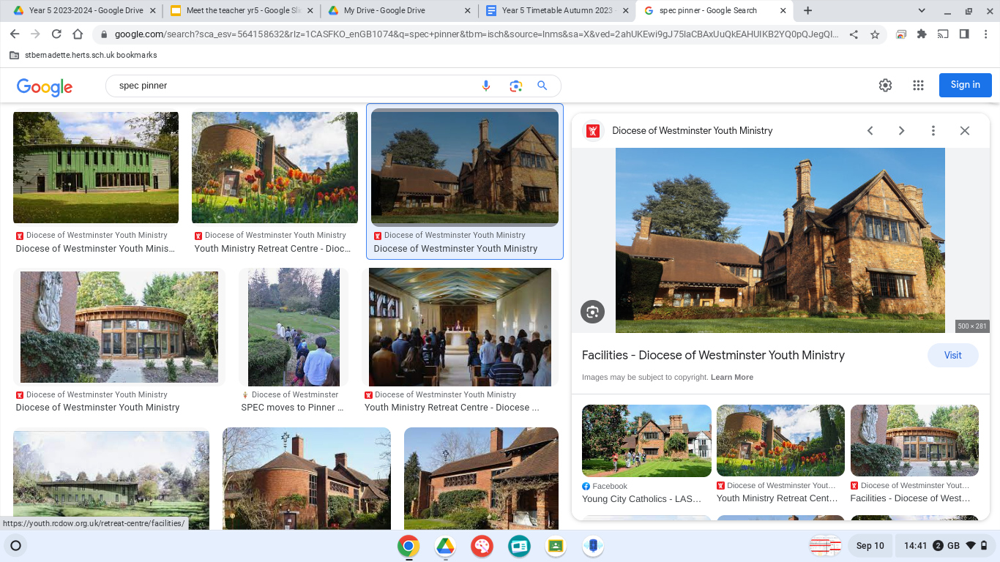 Year 5 2023-2024 - Google Drive
Meet the teacher yr5 - Google Sli
My Drive - Google Drive
Year 5 Timetable Autumn 2023 -
spec pinner - Google Search
google.com/search?sca_esv=564158632&rlz=1CASFKO_enGB1074&q=spec+pinner&tbm=isch&source=lnms&sa=X&ved=2ahUKEwi9gJ75laCBAxUuQkEAHUIKB2YQ0pQJegQI...
stbernadette.herts.sch.uk bookmarks
Google
spec pinner
Sign in
Diocese of Westminster Youth Ministry
Diocese of Westminster Youth Minis...
Diocese of Westminster Youth Ministry
Youth Ministry Retreat Centre - Dioc...
Diocese of Westminster Youth Ministry
Diocese of Westminster Youth Ministry
Diocese of Westminster Youth Ministry
Diocese of Westminster Youth Ministry
Diocese of Westminster
SPEC moves to Pinner ...
Diocese of Westminster Youth Ministry
Youth Ministry Retreat Centre - Diocese ...
Diocese of Westminster Youth Ministry
500 × 281
Facilities - Diocese of Westminster Youth Ministry
Visit
Images may be subject to copyright. Learn More
Facebook
Young City Catholics - LAS...
Diocese of Westminster Yout...
Youth Ministry Retreat Cent...
Diocese of Westminster Yout...
Facilities - Diocese of West...
https://youth.rcdow.org.uk/retreat-centre/facilities/
Sep 10
14:41 2 GB